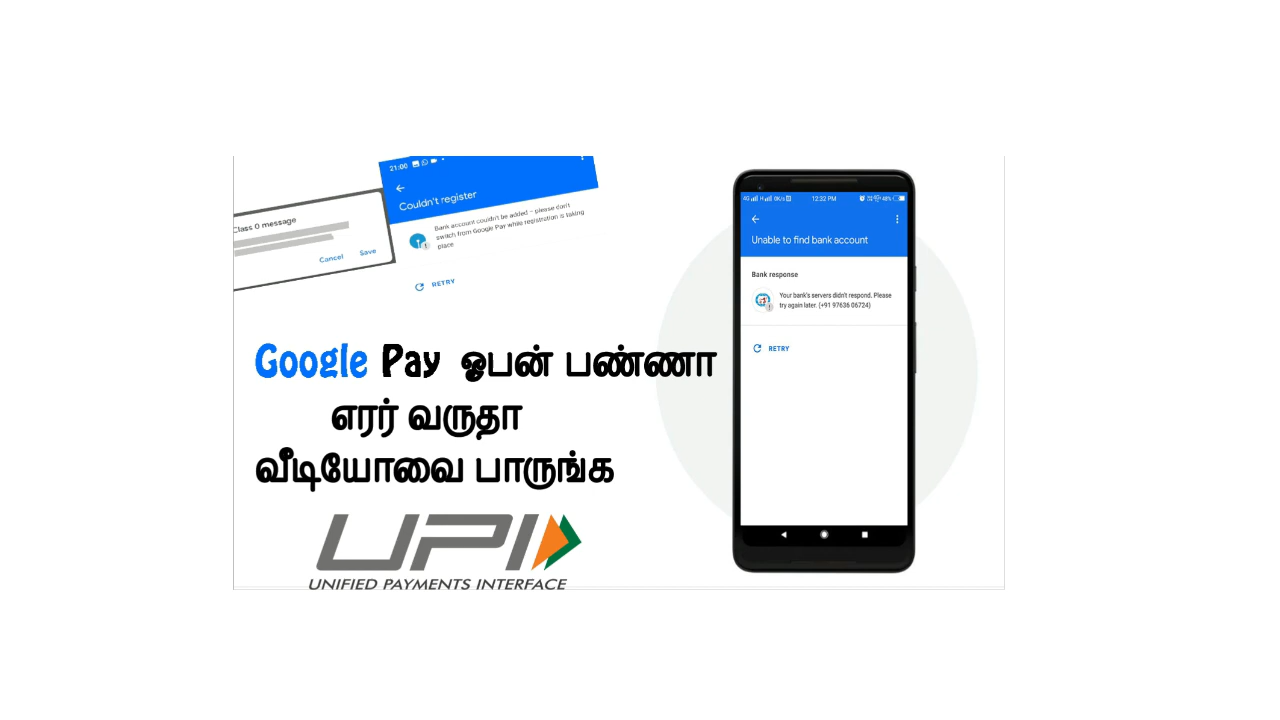 Class 0 message
Cancel Save
21:00
Couldn't register
Bank account couldn't be added – please don't
switch from Google Pay while registration is taking
place
RETRY
Google Pay ஓபன் பண்ணா
எரர் வருதா
வீடியோவை பாருங்க
UPI
UNIFIED PAYMENTS INTERFACE
12:32 PM
Unable to find bank account
Bank response
Your bank's servers didn't respond. Please
try again later. (+91 97636 06724)
RETRY